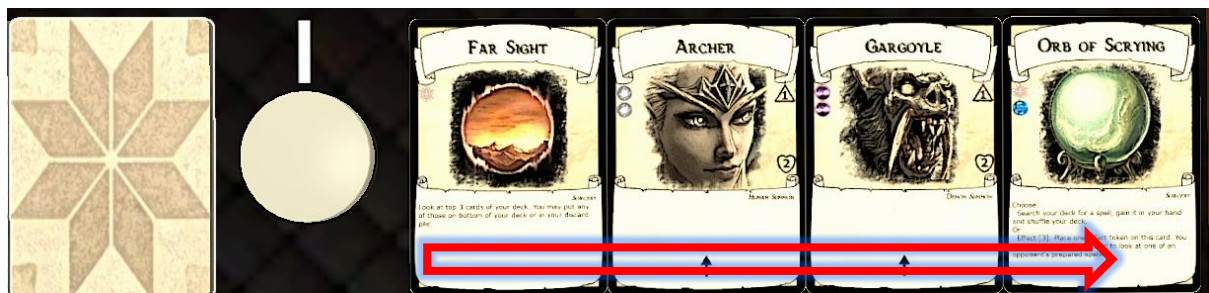 FAR SIGHT
SORCERY
Look at top 3 cards of your deck. You may put any
of those on bottom of your deck or in your discard
pile
ARCHER
1
2
HUMAN SUMMON
GARGOYLE
1
2
DEMON SUMMON
ORB OF SCRYING
SORCERY
Choose:
Search your deck for a spell, gain it in your hand
and shuffle your deck.
Or
Effect [3]. Place one token on this card. You
to look at one of an
opponent's prepared